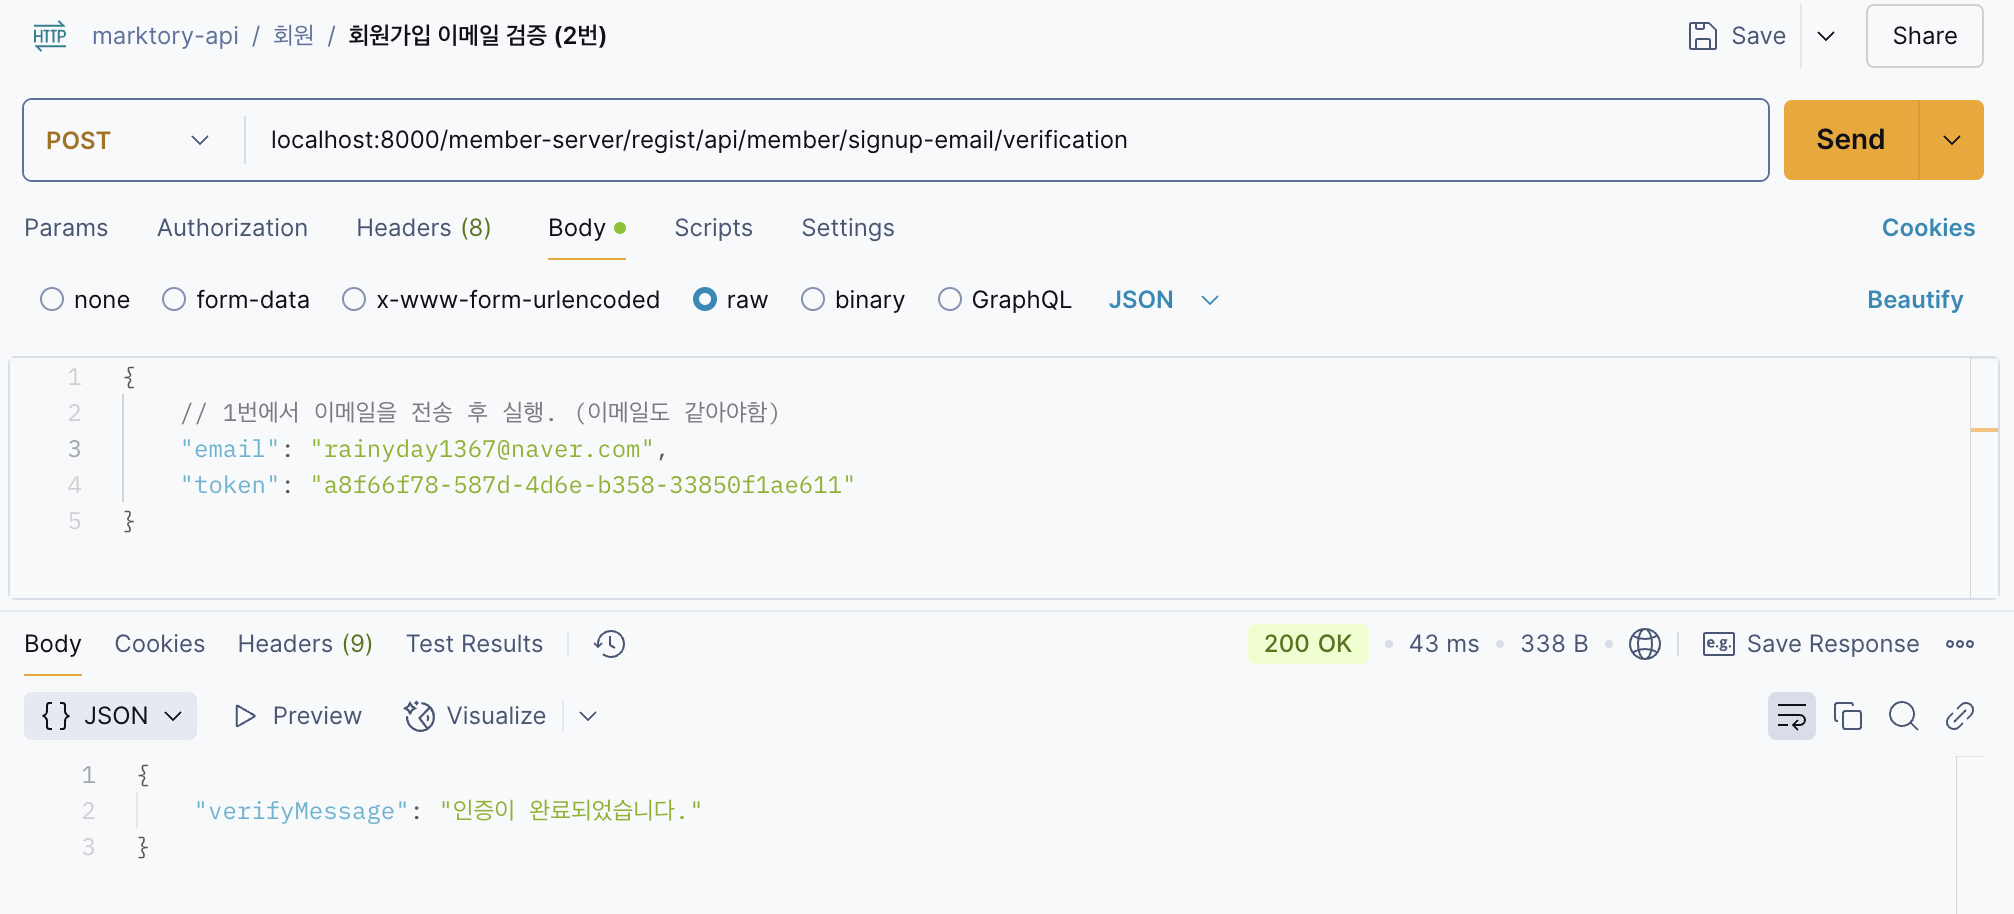 HTTP marktory-api / 회원 / 회원가입 이메일 검증 (2번) Save Share
POST localhost:8000/member-server/regist/api/member/signup-email/verification Send
Params Authorization Headers (8) Body Scripts Settings Cookies
none form-data x-www-form-urlencoded raw binary GraphQL JSON Beautify
1 {
2 // 1번에서 이메일을 전송 후 실행. (이메일도 같아야함)
3 "email": "rainyday1367@naver.com",
4 "token": "a8f66f78-587d-4d6e-b358-33850f1ae611"
5 }
Body Cookies Headers (9) Test Results 200 OK • 43 ms • 338 B • e.g. Save Response
{} JSON Preview Visualize
1 {
2 "verifyMessage": "인증이 완료되었습니다."
3 }